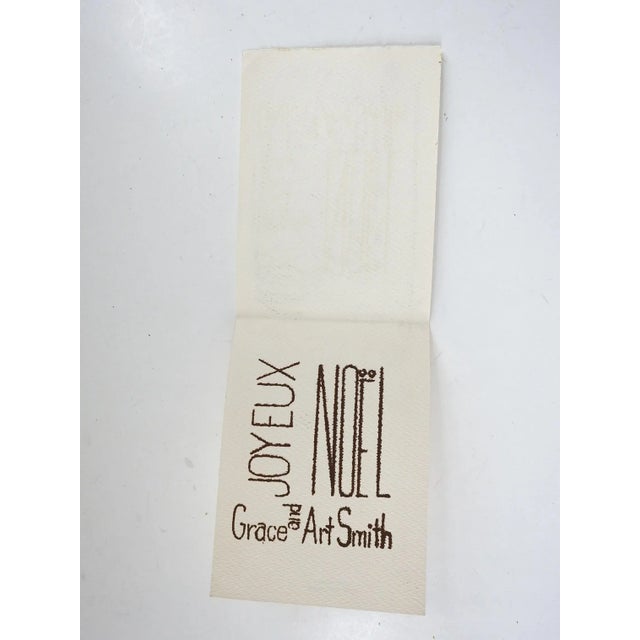 JOYEUX
NOËL
Grace and Art Smith